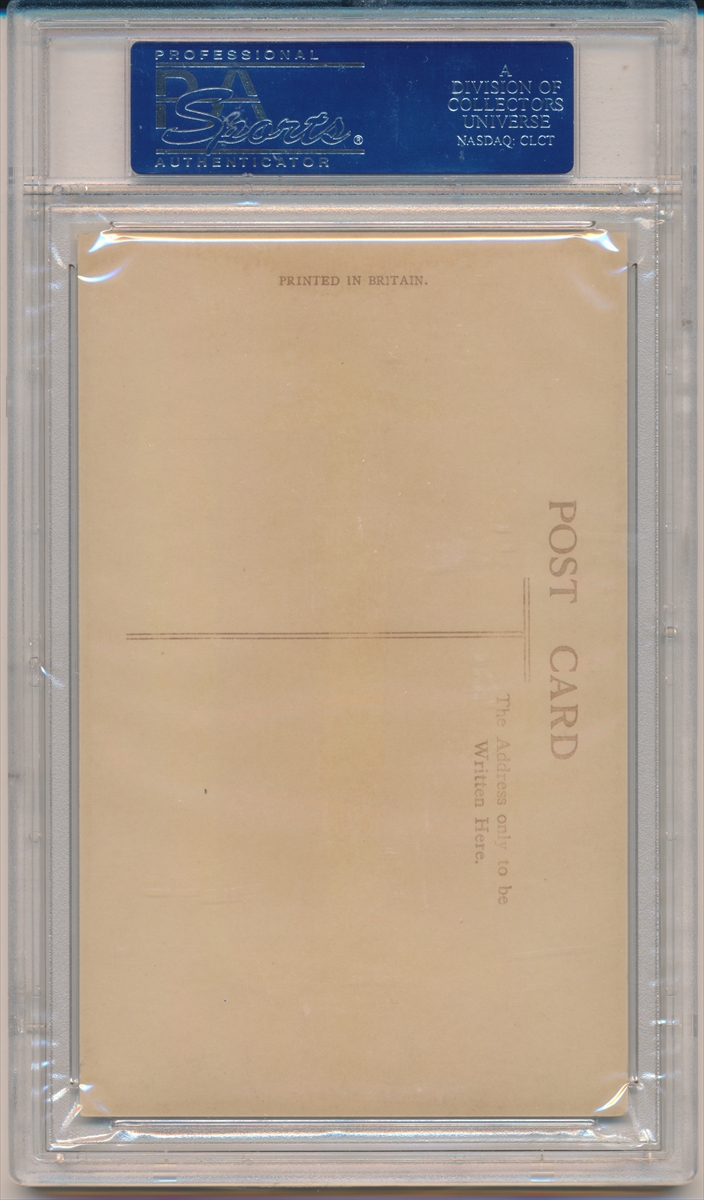 PROFESSIONAL
PSA
Sports®
AUTHENTICATOR
A
DIVISION OF
COLLECTORS
UNIVERSE
NASDAQ: CLCT
PRINTED IN BRITAIN.
POST CARD
The Address only to be
Written Here.